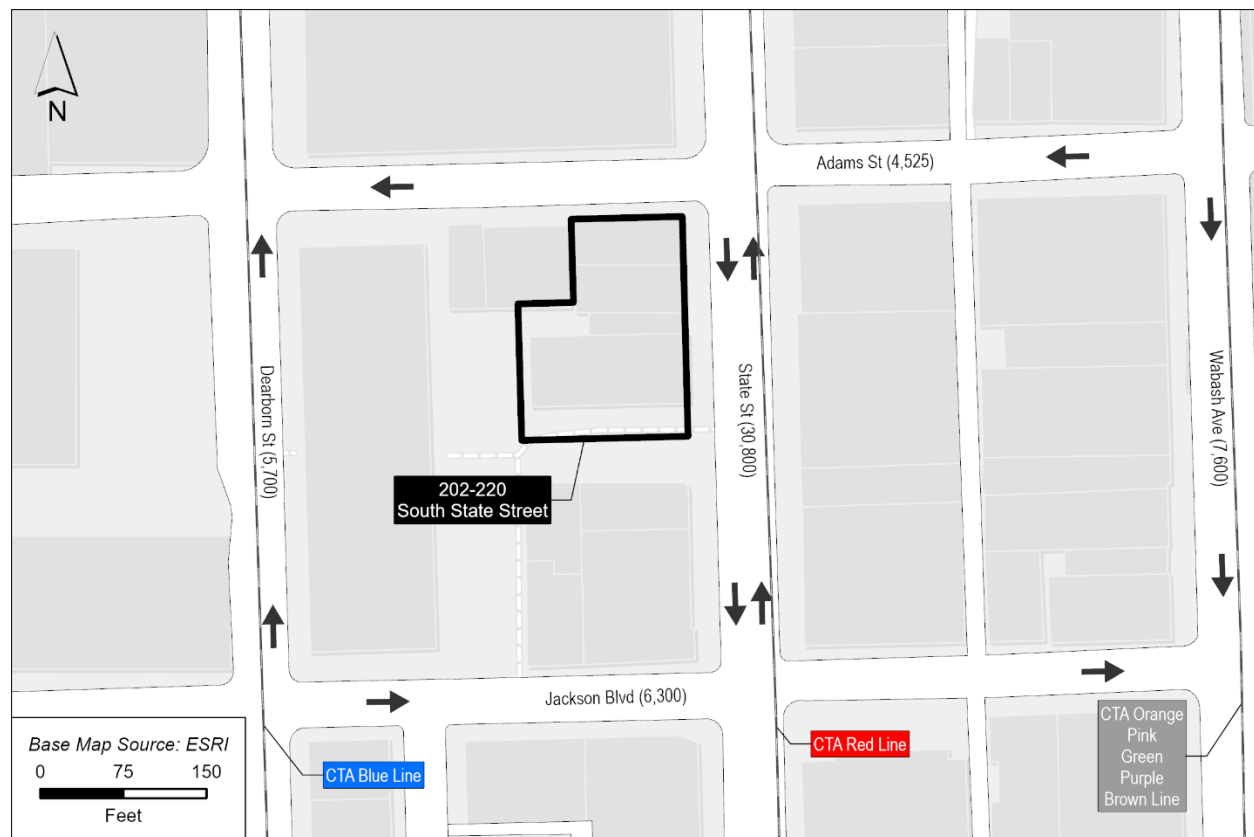 N
Adams St (4,525)
Dearborn St (5,700)
State St (30,800)
Wabash Ave (7,600)
202-220
South State Street
Jackson Blvd (6,300)
Base Map Source: ESRI
0 75 150
Feet
CTA Blue Line
CTA Red Line
CTA Orange
Pink
Green
Purple
Brown Line